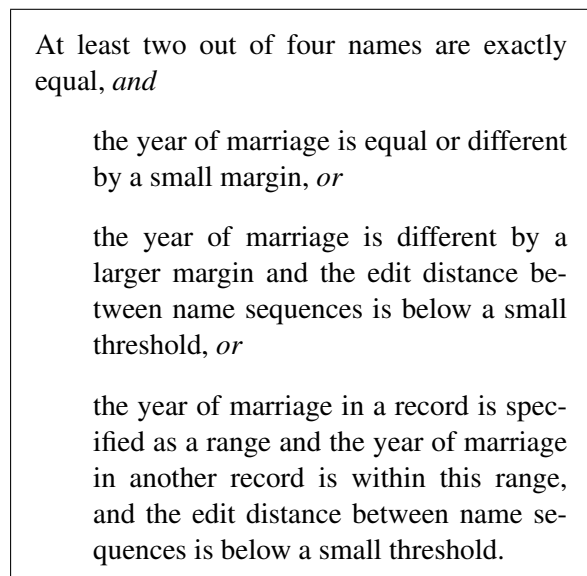 At least two out of four names are exactly
equal, and
the year of marriage is equal or different
by a small margin, or
the year of marriage is different by a
larger margin and the edit distance be-
tween name sequences is below a small
threshold, or
the year of marriage in a record is spec-
ified as a range and the year of marriage
in another record is within this range,
and the edit distance between name se-
quences is below a small threshold.